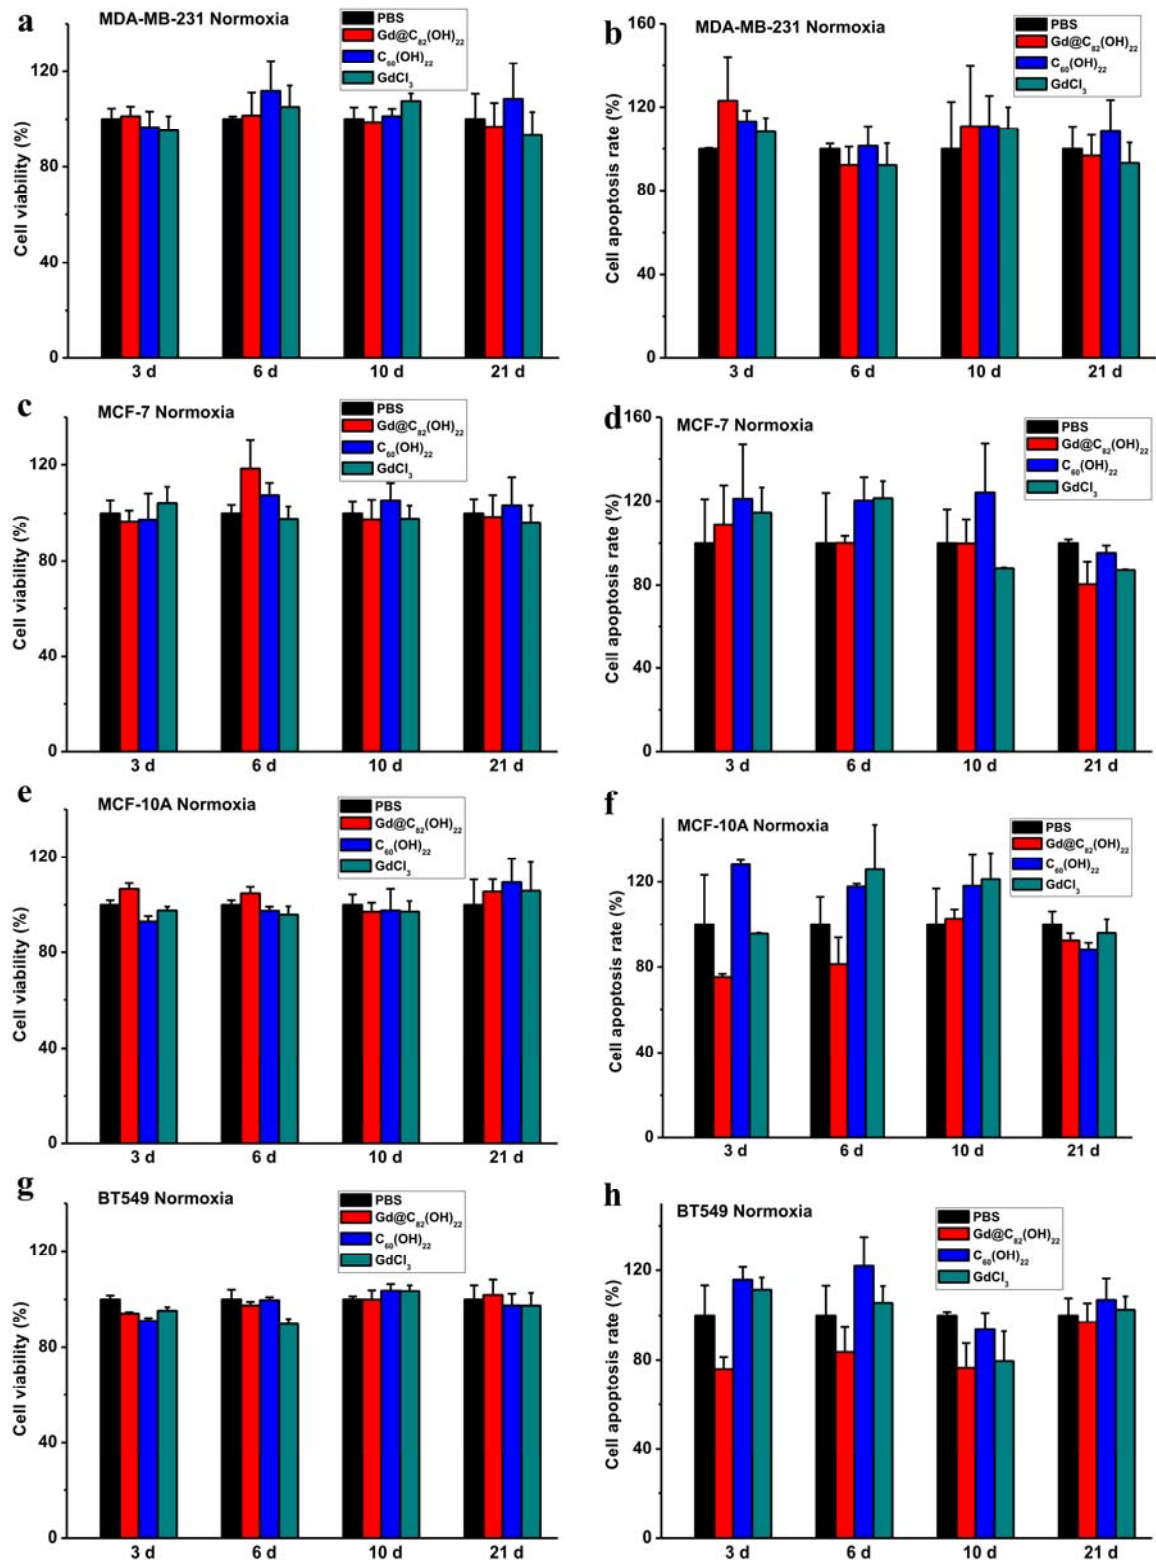 a
MDA-MB-231 Normoxia
PBS
Gd@C₈₂(OH)₂₂
C₆₀(OH)₂₂
GdCl₃
Cell viability (%)
120
80
40
0
3 d 6 d 10 d 21 d
b
MDA-MB-231 Normoxia
PBS
Gd@C₈₂(OH)₂₂
C₆₀(OH)₂₂
GdCl₃
Cell apoptosis rate (%)
160
120
80
40
0
3 d 6 d 10 d 21 d
c
MCF-7 Normoxia
PBS
Gd@C₈₂(OH)₂₂
C₆₀(OH)₂₂
GdCl₃
Cell viability (%)
120
80
40
0
3 d 6 d 10 d 21 d
d
MCF-7 Normoxia
PBS
Gd@C₈₂(OH)₂₂
C₆₀(OH)₂₂
GdCl₃
Cell apoptosis rate (%)
160
120
80
40
0
3 d 6 d 10 d 21 d
e
MCF-10A Normoxia
PBS
Gd@C₈₂(OH)₂₂
C₆₀(OH)₂₂
GdCl₃
Cell viability (%)
120
80
40
0
3 d 6 d 10 d 21 d
f
MCF-10A Normoxia
PBS
Gd@C₈₂(OH)₂₂
C₆₀(OH)₂₂
GdCl₃
Cell apoptosis rate (%)
120
80
40
0
3 d 6 d 10 d 21 d
g
BT549 Normoxia
PBS
Gd@C₈₂(OH)₂₂
C₆₀(OH)₂₂
GdCl₃
Cell viability (%)
120
80
40
0
3 d 6 d 10 d 21 d
h
BT549 Normoxia
PBS
Gd@C₈₂(OH)₂₂
C₆₀(OH)₂₂
GdCl₃
Cell apoptosis rate (%)
120
80
40
0
3 d 6 d 10 d 21 d